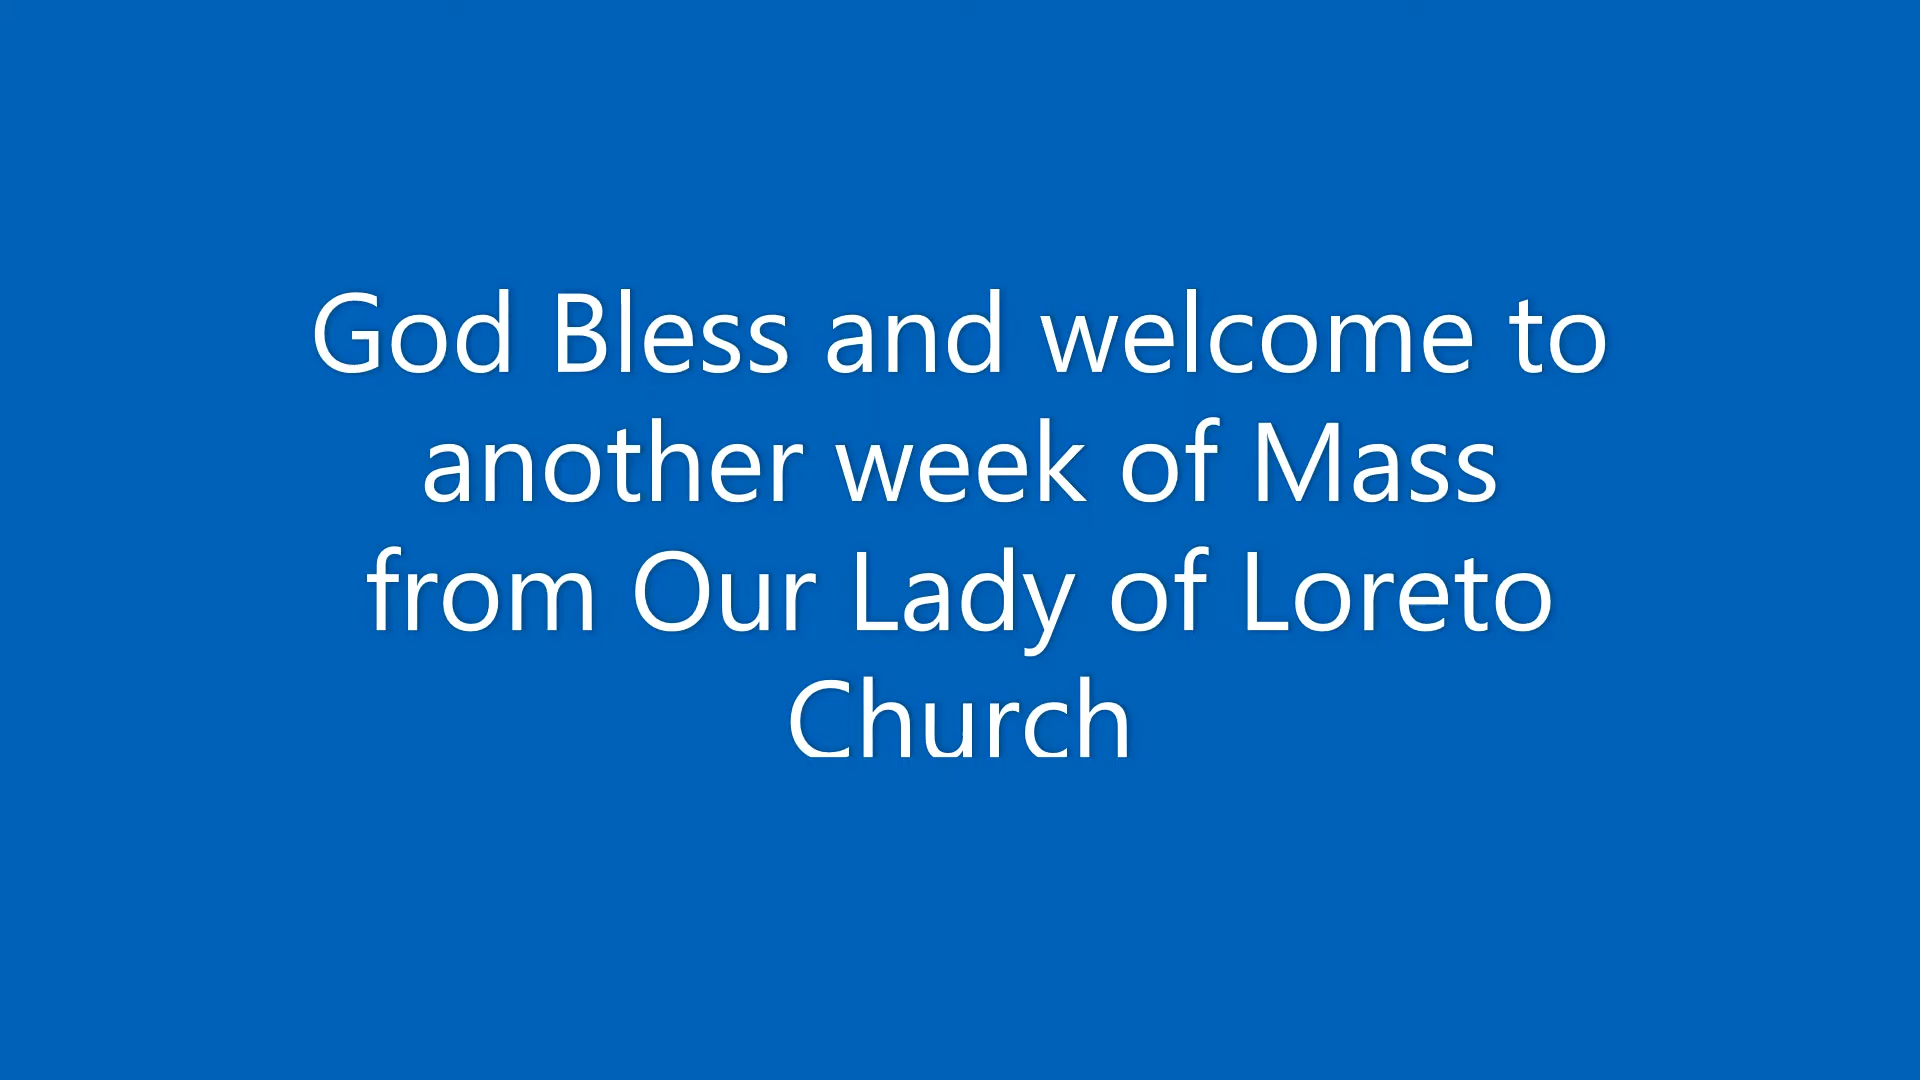 God Bless and welcome to
another week of Mass
from Our Lady of Loreto
Church